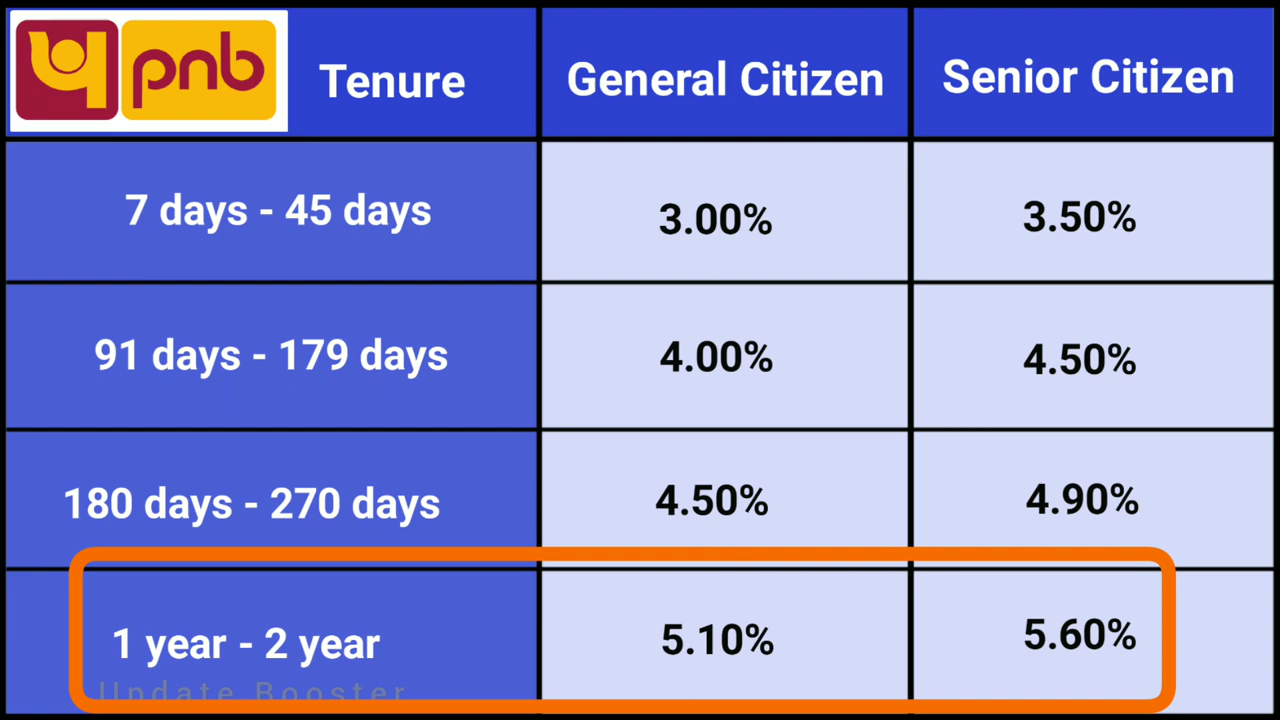 प pnb Tenure General Citizen Senior Citizen
7 days - 45 days 3.00% 3.50%
91 days - 179 days 4.00% 4.50%
180 days - 270 days 4.50% 4.90%
1 year - 2 year 5.10% 5.60%
Update Booster